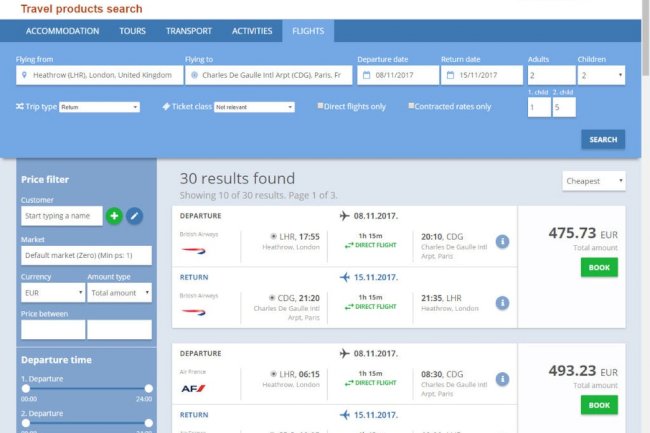 Travel products search
ACCOMMODATION TOURS TRANSPORT ACTIVITIES FLIGHTS
Flying from Flying to Departure date Return date Adults Children
Heathrow (LHR), London, United Kingdom Charles De Gaulle Intl Arpt (CDG), Paris, Fr 08/11/2017 15/11/2017 2 2
1. child 2. child
Trip type Return Ticket class Not relevant Direct flights only Contracted rates only 1 5
SEARCH
Price filter
Customer
Start typing a name
Market
Default market (Zero) (Min ps: 1)
Currency Amount type
EUR Total amount
Price between
Departure time
1. Departure
00:00 24:00
2. Departure
00:00 24:00
30 results found
Showing 10 of 30 results. Page 1 of 3.
Cheapest
DEPARTURE 08.11.2017.
British Airways LHR, 17:55 1h 15m 20:10, CDG
Heathrow, London DIRECT FLIGHT Charles De Gaulle Intl
Arpt, Paris
RETURN 15.11.2017.
British Airways CDG, 21:20 1h 15m 21:35, LHR
Charles De Gaulle Intl DIRECT FLIGHT Heathrow, London
Arpt, Paris
475.73 EUR
Total amount
BOOK
DEPARTURE 08.11.2017.
Air France LHR, 06:15 1h 15m 08:30, CDG
AF Heathrow, London DIRECT FLIGHT Charles De Gaulle Intl
Arpt, Paris
RETURN 15.11.2017.
493.23 EUR
Total amount
BOOK